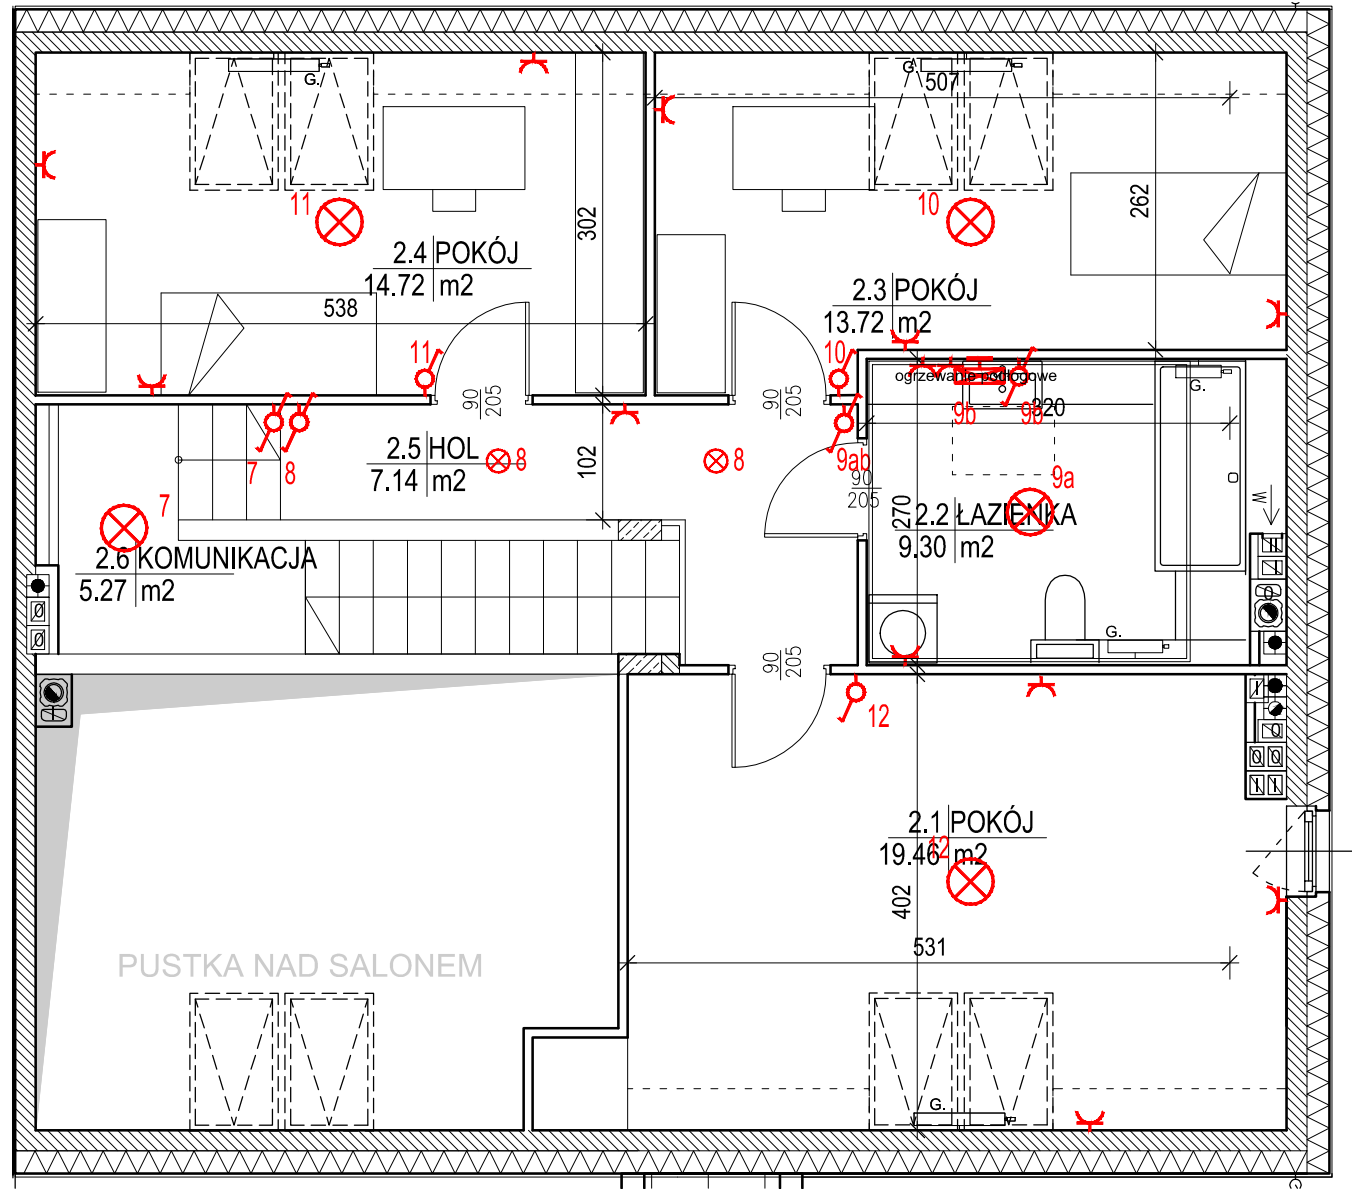 G.
G.
507
11
10
302
262
2.4 POKÓJ
14.72 m2
538
2.3 POKÓJ
13.72 m2
11
10
90
205
90
205
ogrzewanie podłogowe
G.
320
9b
9b
7
8
2.5 HOL
7.14 m2
8
8
102
9ab
90
205
9a
270
2.2 ŁAZIENKA
9.30 m2
W
7
2.6 KOMUNIKACJA
5.27 m2
G.
90
205
12
2.1 POKÓJ
19.46 m2
12
402
531
PUSTKA NAD SALONEM
G.